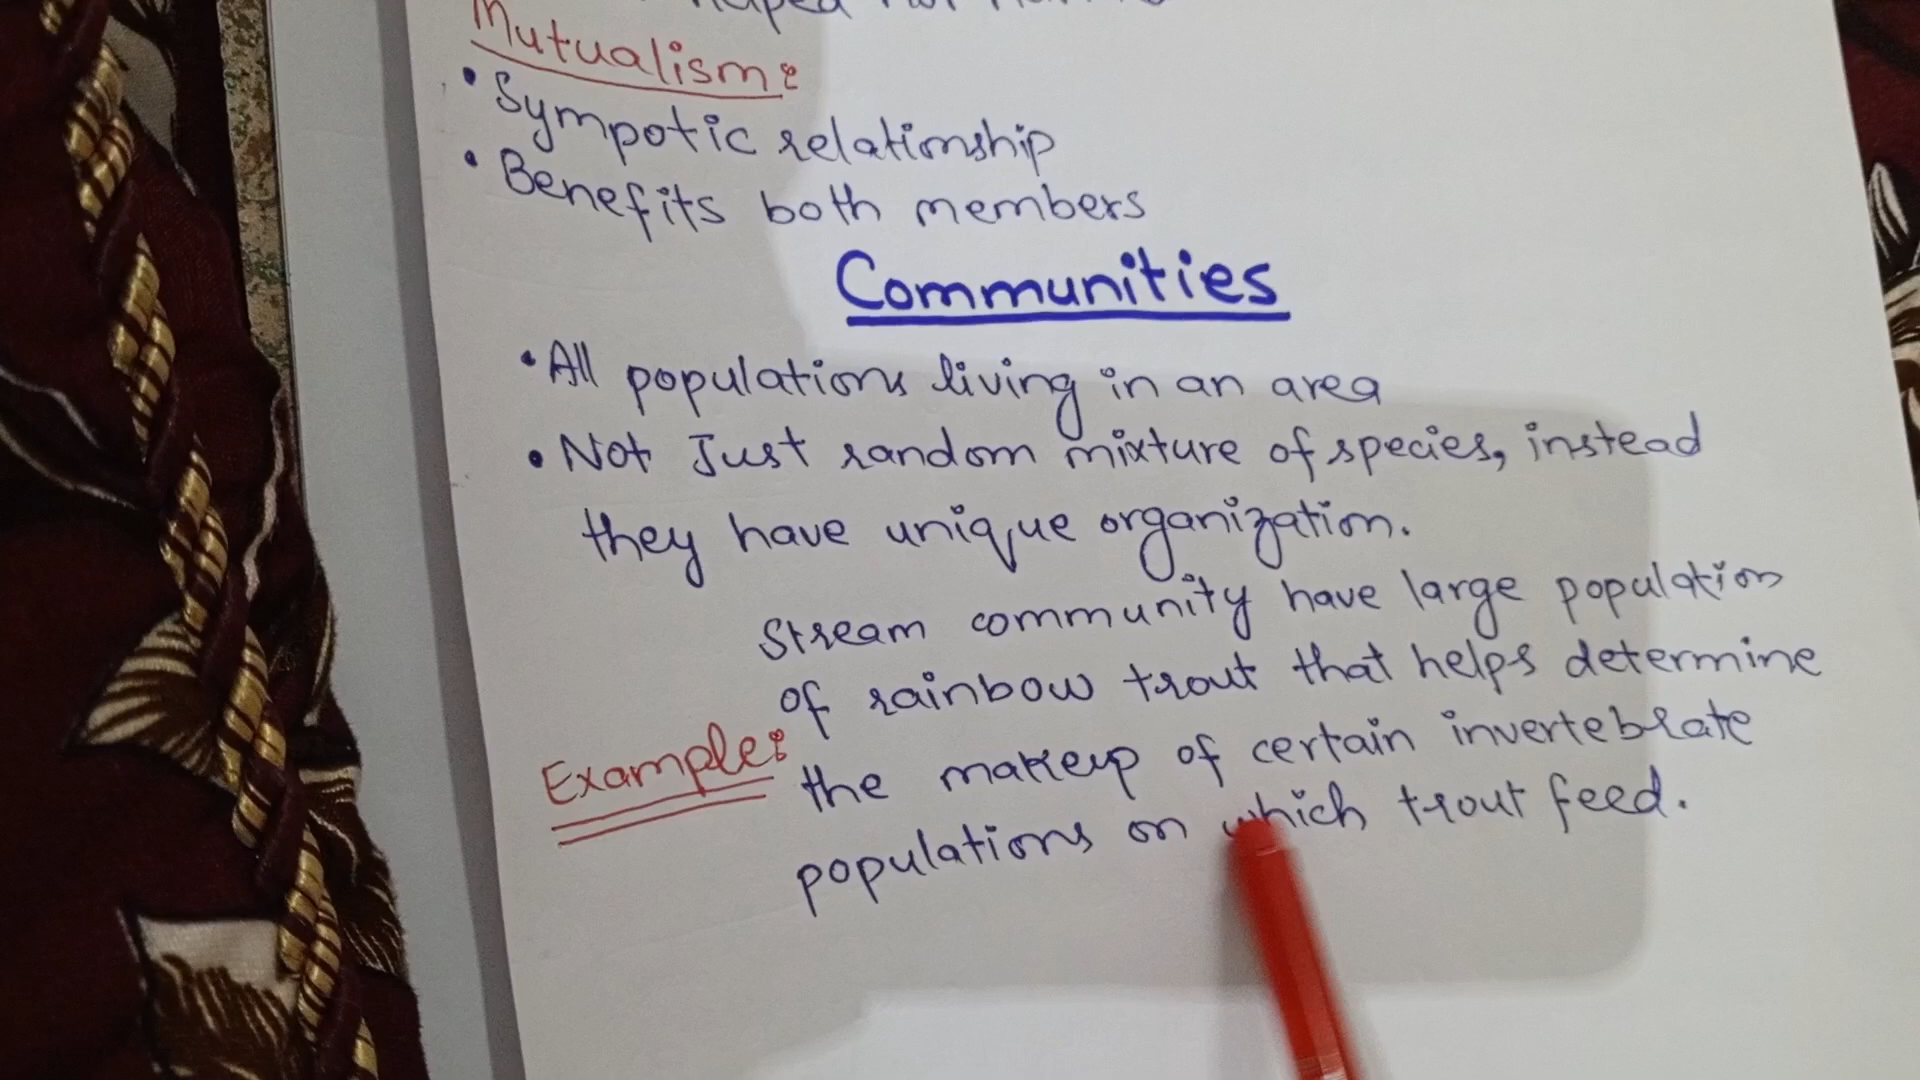 Mutualism:
• Sympotic relationship
• Benefits both members
Communities
• All populations living in an area
• Not Just random mixture of species, instead
they have unique organization.
Stream community have large population
of rainbow trout that helps determine
Example: the makeup of certain invertebrate
populations on which trout feed.